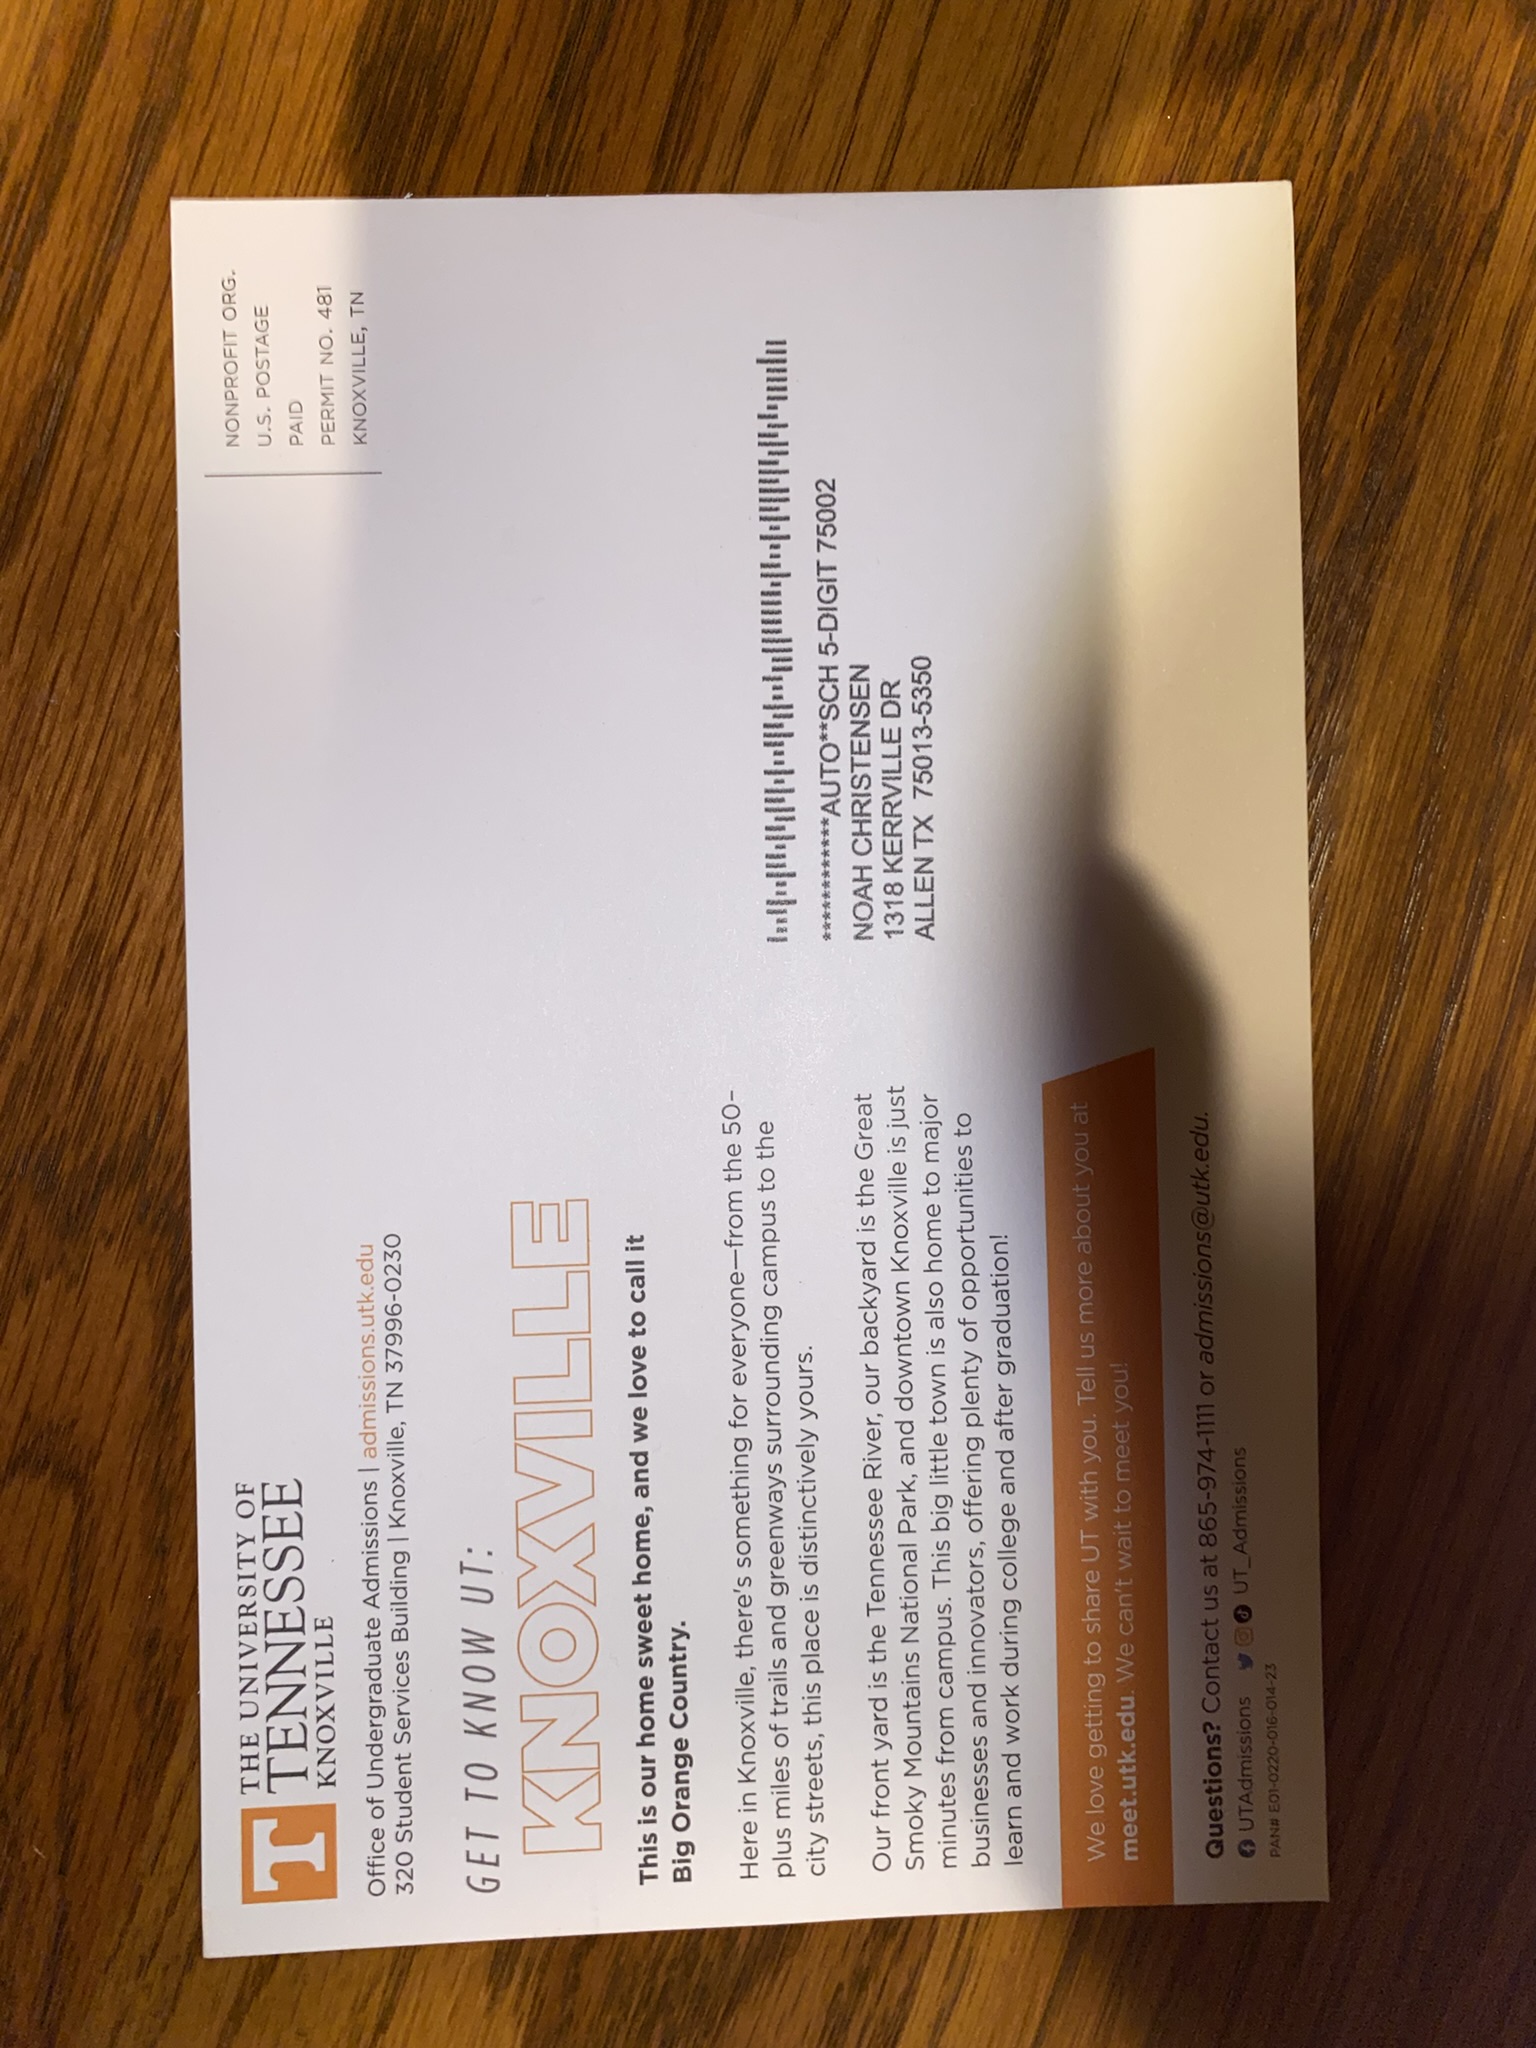 THE UNIVERSITY OF
TENNESSEE
KNOXVILLE
Office of Undergraduate Admissions | admissions.utk.edu
320 Student Services Building | Knoxville, TN 37996-0230
NONPROFIT ORG.
U.S. POSTAGE
PAID
PERMIT NO. 481
KNOXVILLE, TN
GET TO KNOW UT:
KNOXVILLE
This is our home sweet home, and we love to call it
Big Orange Country.
Here in Knoxville, there's something for everyone—from the 50-
plus miles of trails and greenways surrounding campus to the
city streets, this place is distinctively yours.
Our front yard is the Tennessee River, our backyard is the Great
Smoky Mountains National Park, and downtown Knoxville is just
minutes from campus. This big little town is also home to major
businesses and innovators, offering plenty of opportunities to
learn and work during college and after graduation!
***********AUTO**SCH 5-DIGIT 75002
NOAH CHRISTENSEN
1318 KERRVILLE DR
ALLEN TX 75013-5350
We love getting to share UT with you. Tell us more about you at
meet.utk.edu. We can't wait to meet you!
Questions? Contact us at 865-974-1111 or admissions@utk.edu.
UTAdmissions UT_Admissions
PAN# E01-0220-016-014-23